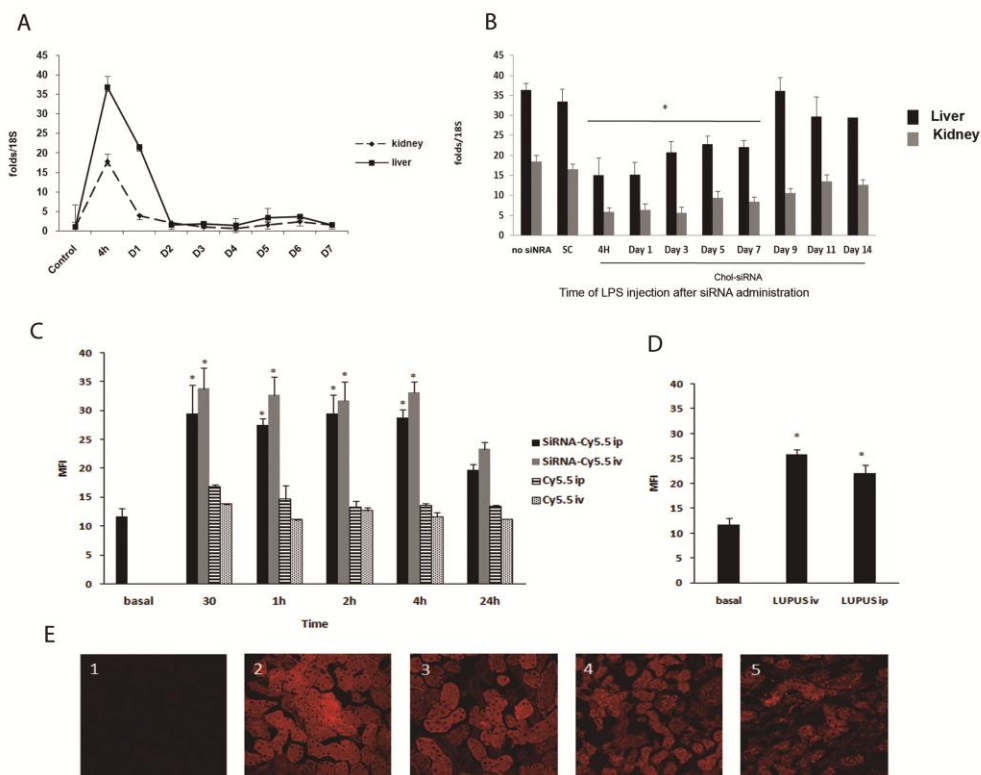 A
45
40
35
30
25
20
15
10
5
0
folds/18S
Control
4h
D1
D2
D3
D4
D5
D6
D7
kidney
liver
B
45
40
35
30
25
20
15
10
5
0
folds/18S
*
no siNRA SC 4H Day 1 Day 3 Day 5 Day 7 Day 9 Day 11 Day 14
Chol-siRNA
Time of LPS injection after siRNA administration
Liver
Kidney
C
40
35
30
25
20
15
10
5
0
MFI
* * * * * * * *
basal 30 1h 2h 4h 24h
Time
SiRNA-Cy5.5 ip
SiRNA-Cy5.5 iv
Cy5.5 ip
Cy5.5 iv
D
40
35
30
25
20
15
10
5
0
MFI
* *
basal LUPUS iv LUPUS ip
E
1 2 3 4 5